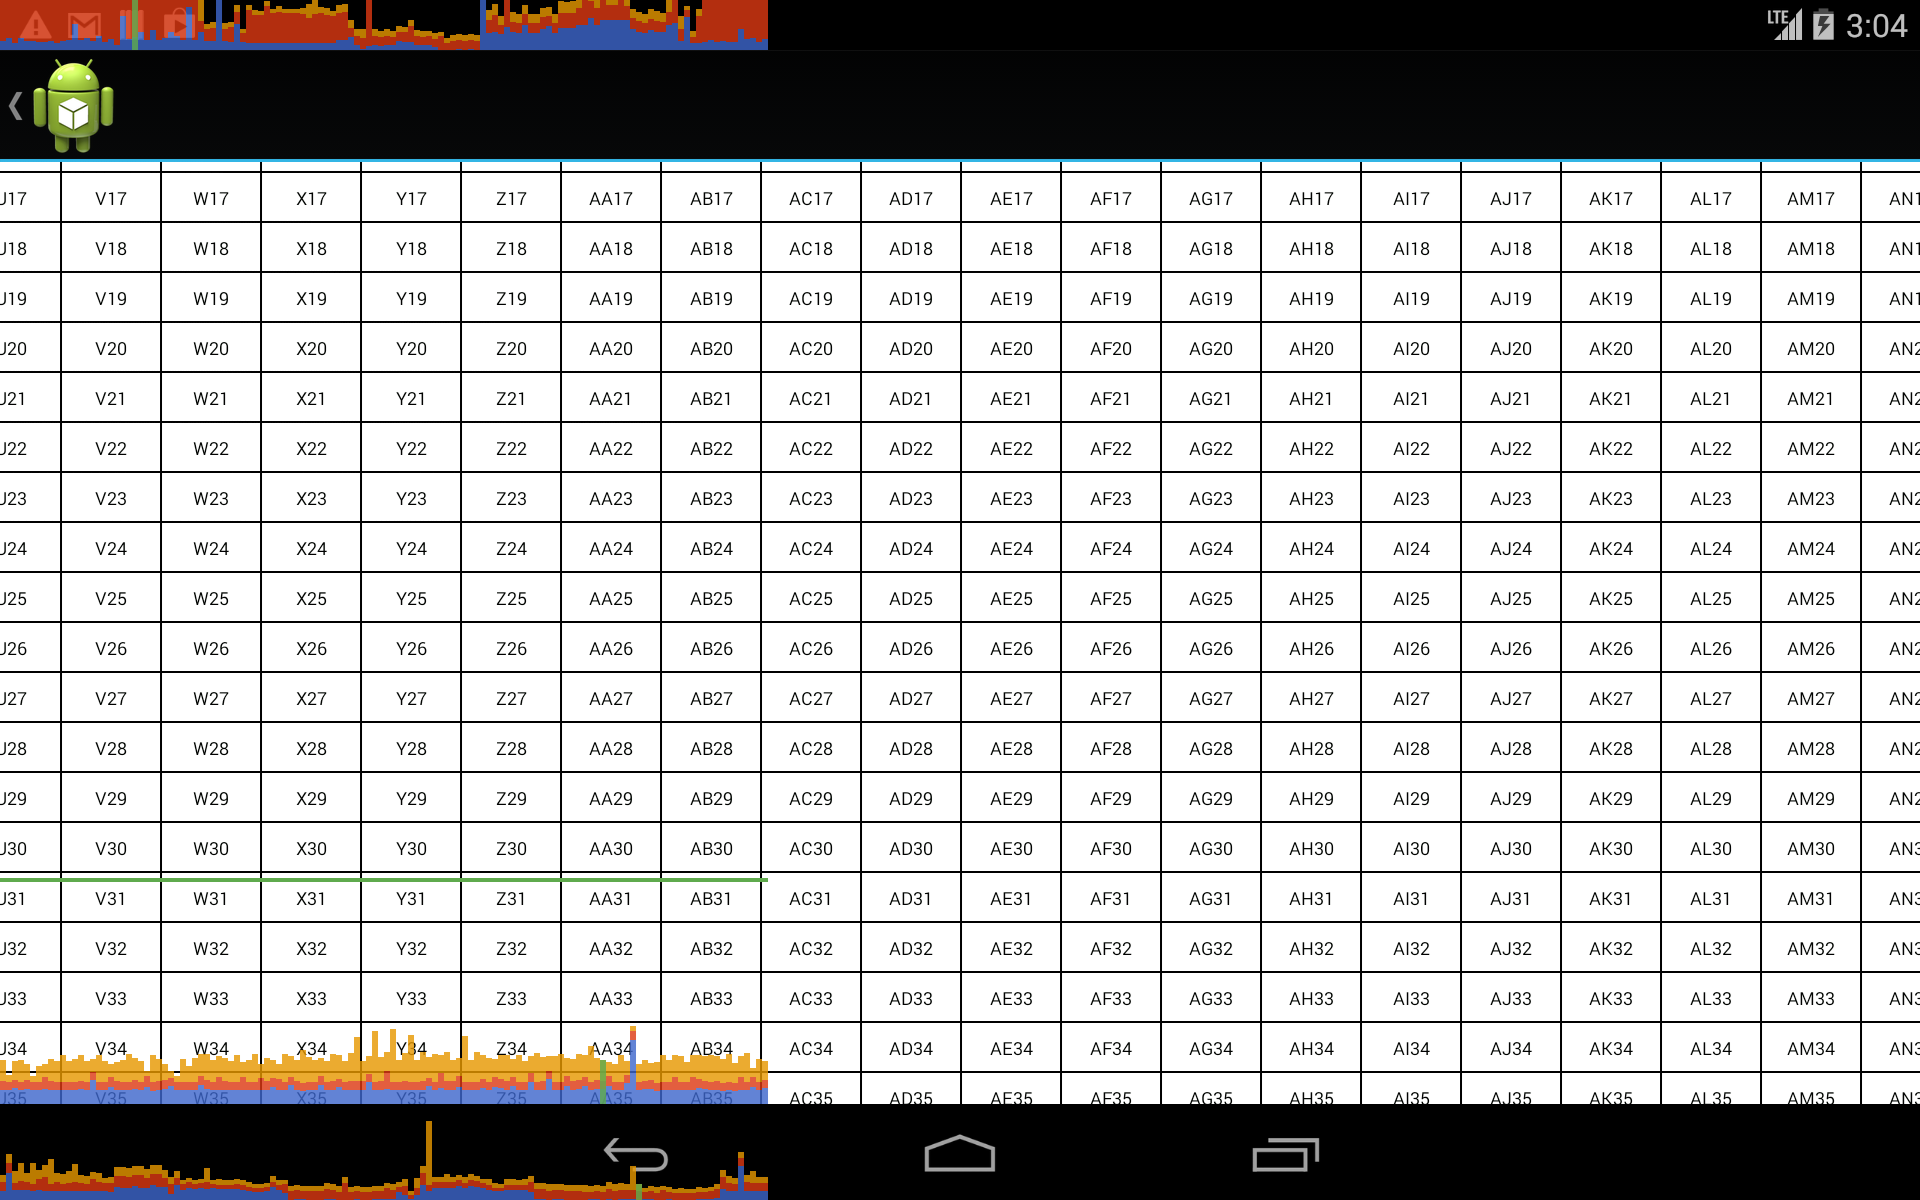 LTE 3:04
U17 V17 W17 X17 Y17 Z17 AA17 AB17 AC17 AD17 AE17 AF17 AG17 AH17 AI17 AJ17 AK17 AL17 AM17 AN1
U18 V18 W18 X18 Y18 Z18 AA18 AB18 AC18 AD18 AE18 AF18 AG18 AH18 AI18 AJ18 AK18 AL18 AM18 AN1
U19 V19 W19 X19 Y19 Z19 AA19 AB19 AC19 AD19 AE19 AF19 AG19 AH19 AI19 AJ19 AK19 AL19 AM19 AN1
U20 V20 W20 X20 Y20 Z20 AA20 AB20 AC20 AD20 AE20 AF20 AG20 AH20 AI20 AJ20 AK20 AL20 AM20 AN2
U21 V21 W21 X21 Y21 Z21 AA21 AB21 AC21 AD21 AE21 AF21 AG21 AH21 AI21 AJ21 AK21 AL21 AM21 AN2
U22 V22 W22 X22 Y22 Z22 AA22 AB22 AC22 AD22 AE22 AF22 AG22 AH22 AI22 AJ22 AK22 AL22 AM22 AN2
U23 V23 W23 X23 Y23 Z23 AA23 AB23 AC23 AD23 AE23 AF23 AG23 AH23 AI23 AJ23 AK23 AL23 AM23 AN2
U24 V24 W24 X24 Y24 Z24 AA24 AB24 AC24 AD24 AE24 AF24 AG24 AH24 AI24 AJ24 AK24 AL24 AM24 AN2
U25 V25 W25 X25 Y25 Z25 AA25 AB25 AC25 AD25 AE25 AF25 AG25 AH25 AI25 AJ25 AK25 AL25 AM25 AN2
U26 V26 W26 X26 Y26 Z26 AA26 AB26 AC26 AD26 AE26 AF26 AG26 AH26 AI26 AJ26 AK26 AL26 AM26 AN2
U27 V27 W27 X27 Y27 Z27 AA27 AB27 AC27 AD27 AE27 AF27 AG27 AH27 AI27 AJ27 AK27 AL27 AM27 AN2
U28 V28 W28 X28 Y28 Z28 AA28 AB28 AC28 AD28 AE28 AF28 AG28 AH28 AI28 AJ28 AK28 AL28 AM28 AN2
U29 V29 W29 X29 Y29 Z29 AA29 AB29 AC29 AD29 AE29 AF29 AG29 AH29 AI29 AJ29 AK29 AL29 AM29 AN2
U30 V30 W30 X30 Y30 Z30 AA30 AB30 AC30 AD30 AE30 AF30 AG30 AH30 AI30 AJ30 AK30 AL30 AM30 AN3
U31 V31 W31 X31 Y31 Z31 AA31 AB31 AC31 AD31 AE31 AF31 AG31 AH31 AI31 AJ31 AK31 AL31 AM31 AN3
U32 V32 W32 X32 Y32 Z32 AA32 AB32 AC32 AD32 AE32 AF32 AG32 AH32 AI32 AJ32 AK32 AL32 AM32 AN3
U33 V33 W33 X33 Y33 Z33 AA33 AB33 AC33 AD33 AE33 AF33 AG33 AH33 AI33 AJ33 AK33 AL33 AM33 AN3
U34 V34 W34 X34 Y34 Z34 AA34 AB34 AC34 AD34 AE34 AF34 AG34 AH34 AI34 AJ34 AK34 AL34 AM34 AN3
U35 V35 W35 X35 Y35 Z35 AA35 AB35 AC35 AD35 AE35 AF35 AG35 AH35 AI35 AJ35 AK35 AL35 AM35 AN3